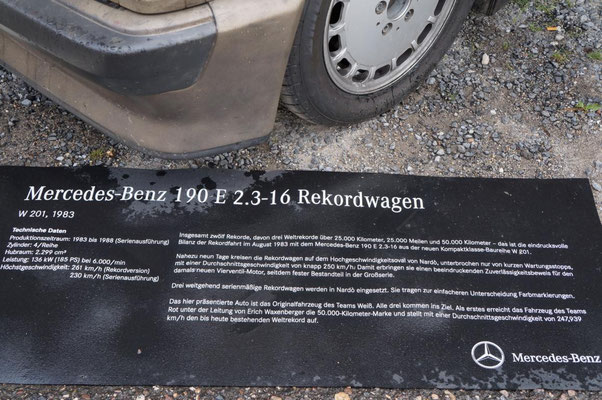 Mercedes-Benz 190 E 2.3-16 Rekordwagen
W 201, 1983
Technische Daten
Produktionszeitraum: 1983 bis 1988 (Serienausführung)
Zylinder: 4/Reihe
Hubraum: 2.299 cm³
Leistung: 136 kW (185 PS) bei 6.000/min
Höchstgeschwindigkeit: 261 km/h (Rekordversion)
230 km/h (Serienausführung)
Insgesamt zwölf Rekorde, davon drei Weltrekorde über 25.000 Kilometer, 25.000 Meilen und 50.000 Kilometer – das ist die eindrucksvolle
Bilanz der Rekordfahrt im August 1983 mit dem Mercedes-Benz 190 E 2.3-16 aus der neuen Kompaktklasse-Baureihe W 201.
Nahezu neun Tage kreisen die Rekordwagen auf dem Hochgeschwindigkeitsoval von Nardò, unterbrochen nur von kurzen Wartungsstopps,
mit einer Durchschnittsgeschwindigkeit von knapp 250 km/h. Damit erbringen sie einen beeindruckenden Zuverlässigkeitsbeweis für den
damals neuen Vierventil-Motor, seitdem fester Bestandteil in der Großserie.
Drei weitgehend serienmäßige Rekordwagen werden in Nardò eingesetzt. Sie tragen zur einfacheren Unterscheidung Farbmarkierungen.
Das hier präsentierte Auto ist das Originalfahrzeug des Teams Weiß. Alle drei kommen ins Ziel. Als erstes erreicht das Fahrzeug des Teams
Rot unter der Leitung von Erich Waxenberger die 50.000-Kilometer-Marke und stellt mit einer Durchschnittsgeschwindigkeit von 247,939
km/h den bis heute bestehenden Weltrekord auf.
Mercedes-Benz